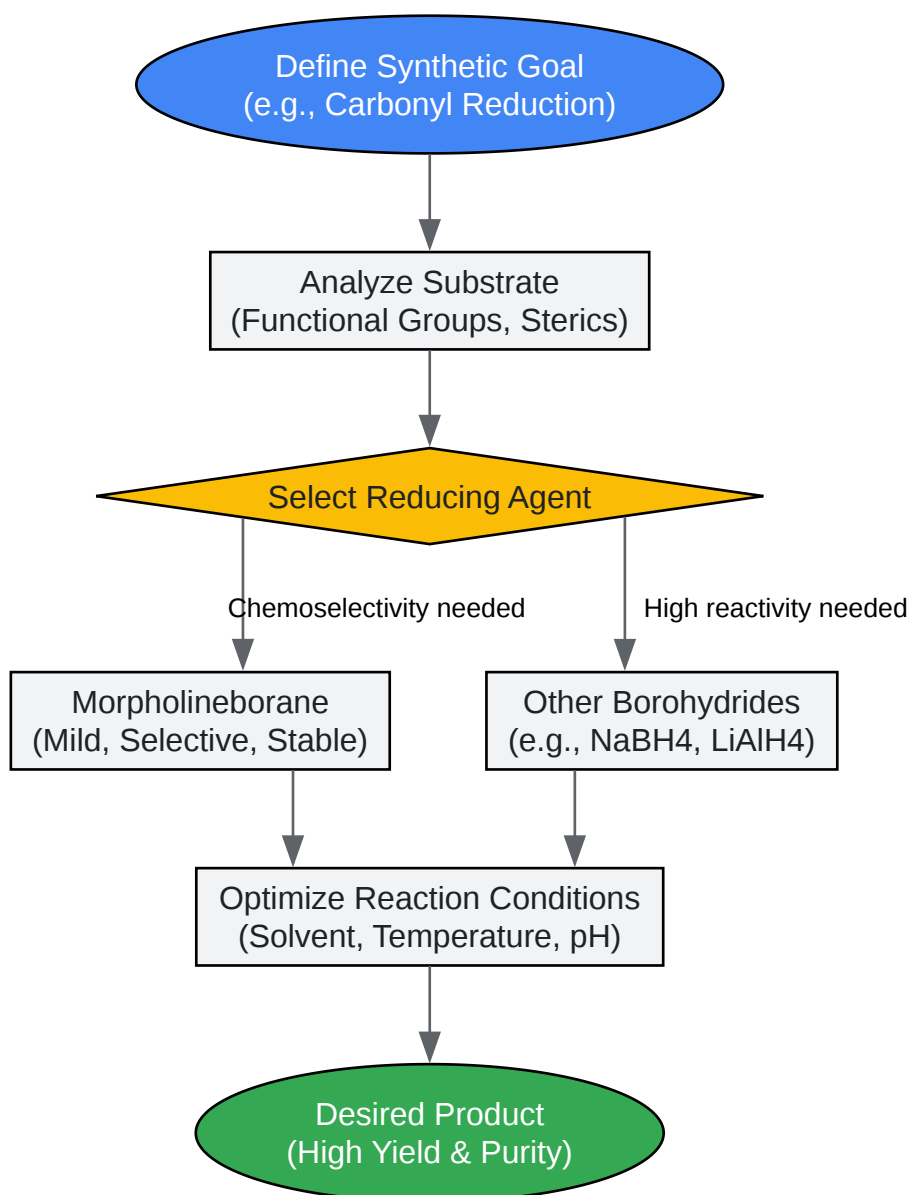 Define Synthetic Goal
(e.g., Carbonyl Reduction)
Analyze Substrate
(Functional Groups, Sterics)
Select Reducing Agent
Chemoselectivity needed
High reactivity needed
Morpholineborane
(Mild, Selective, Stable)
Other Borohydrides
(e.g., NaBH4, LiAlH4)
Optimize Reaction Conditions
(Solvent, Temperature, pH)
Desired Product
(High Yield & Purity)